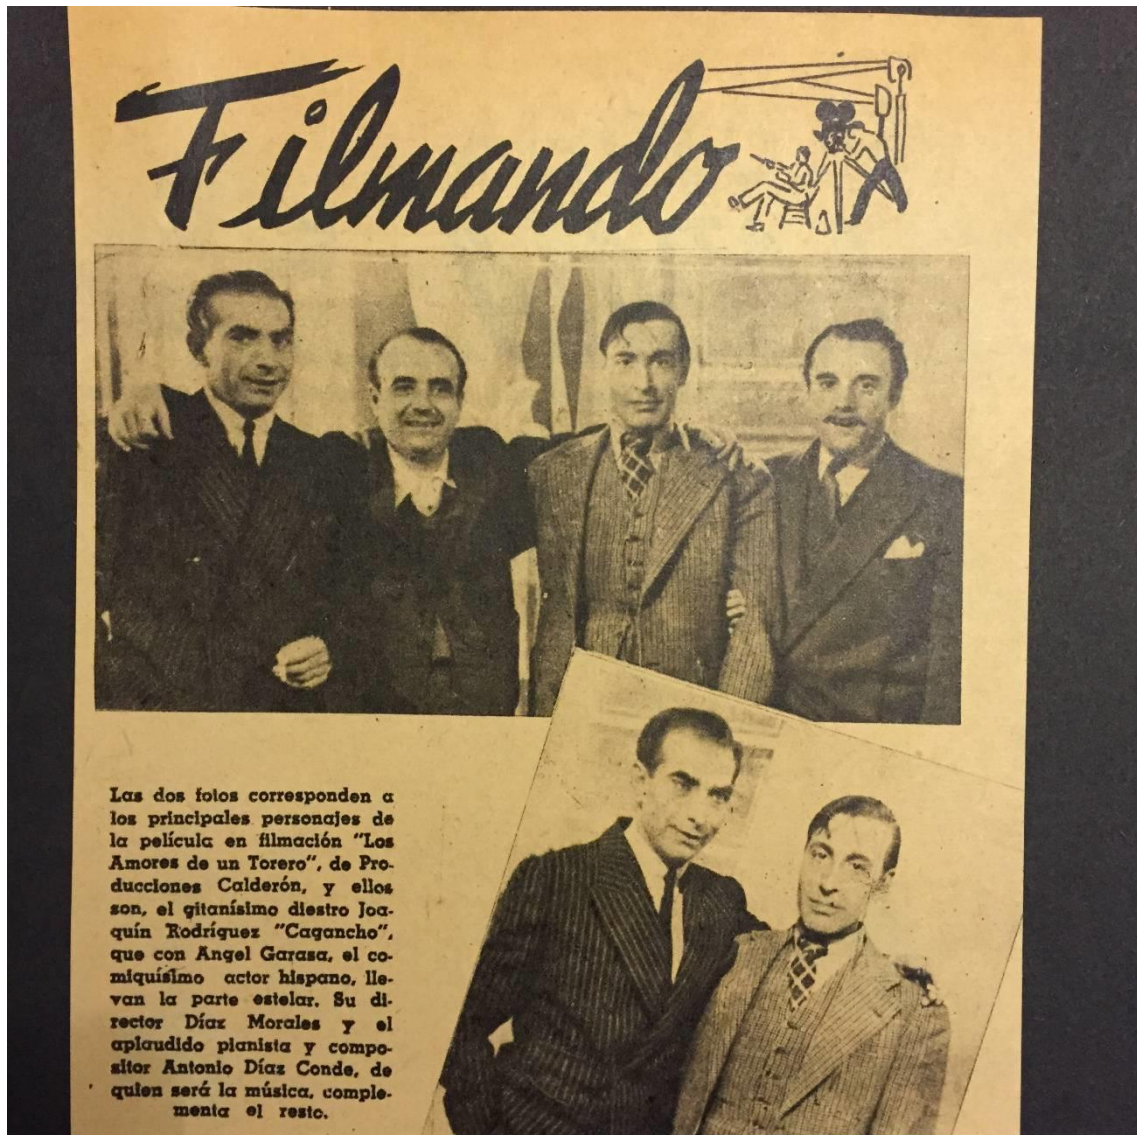 Filmando
Las dos fotos corresponden a
los principales personajes de
la película en filmación "Los
Amores de un Torero", de Pro-
ducciones Calderón, y ellos
son, el gitanísimo diestro Joa-
quín Rodríguez "Cagancho",
que con Angel Garasa, el co-
miquísimo actor hispano, lle-
van la parte estelar. Su di-
rector Díaz Morales y el
aplaudido pianista y compo-
sitor Antonio Díaz Conde, de
quien será la música, comple-
menta el resto.